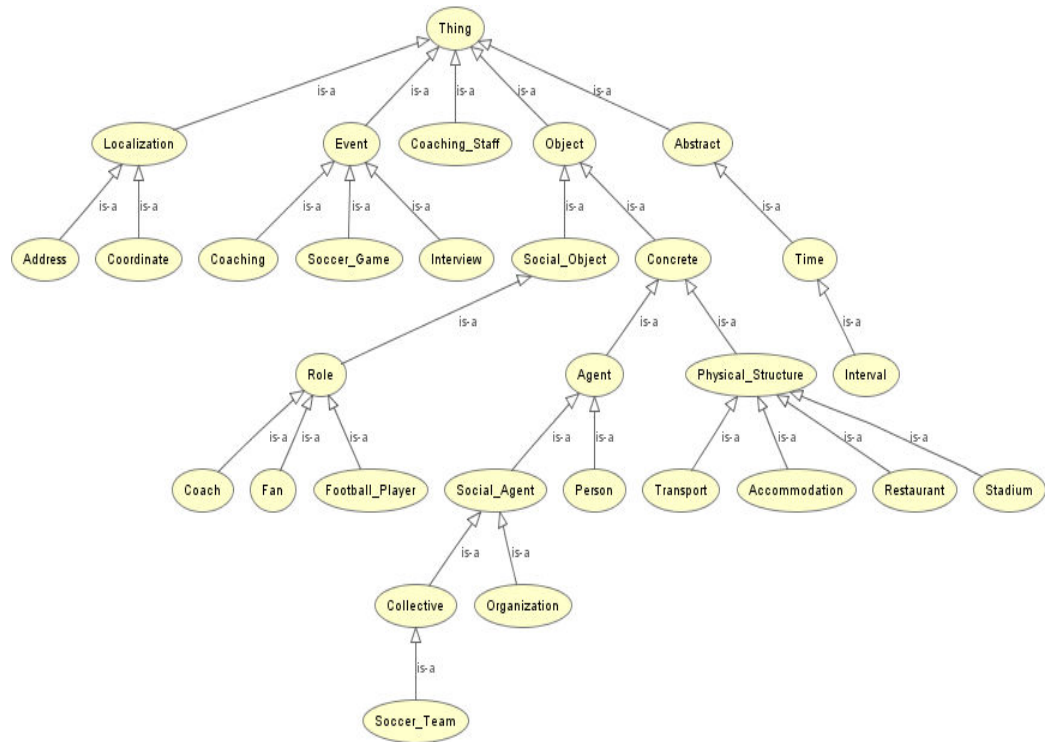 Thing
is-a is-a is-a is-a is-a
Localization Event Coaching_Staff Object Abstract
is-a is-a is-a is-a is-a is-a is-a is-a
Address Coordinate Coaching Soccer_Game Interview Social_Object Concrete Time
is-a is-a is-a is-a
Role Agent Physical_Structure Interval
is-a is-a is-a is-a is-a is-a is-a is-a is-a
Coach Fan Football_Player Social_Agent Person Transport Accommodation Restaurant Stadium
is-a is-a
Collective Organization
is-a
Soccer_Team